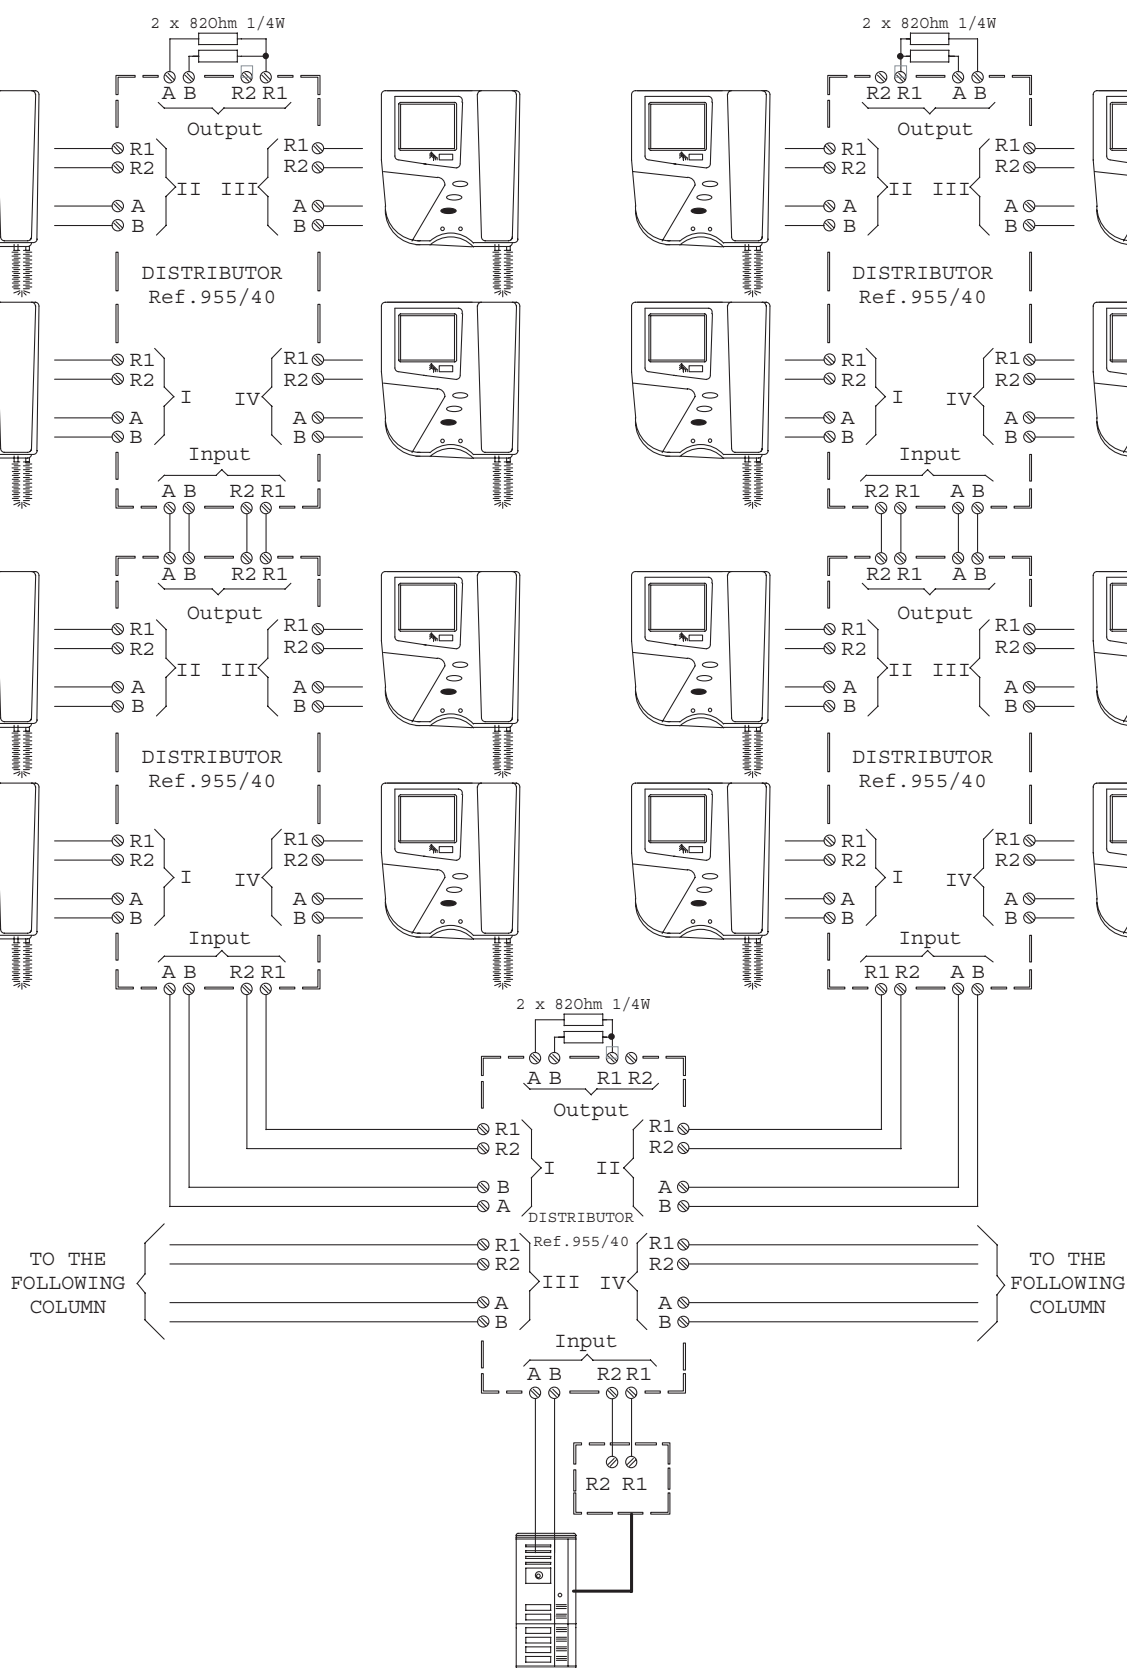 2 x 82Ohm 1/4W 2 x 82Ohm 1/4W
A B R2 R1 R2 R1 A B
Output Output
R1 R1 R1 R1
R2 R2 R2 R2
II III II III
A A A A
B B B B
DISTRIBUTOR DISTRIBUTOR
Ref.955/40 Ref.955/40
R1 R1 R1 R1
R2 R2 R2 R2
I IV I IV
A A A A
B B B B
Input Input
A B R2 R1 R2 R1 A B
A B R2 R1 R2 R1 A B
Output Output
R1 R1 R1 R1
R2 R2 R2 R2
II III II III
A A A A
B B B B
DISTRIBUTOR DISTRIBUTOR
Ref.955/40 Ref.955/40
R1 R1 R1 R1
R2 R2 R2 R2
I IV I IV
A A A A
B B B B
Input Input
A B R2 R1 R1 R2 A B
2 x 82Ohm 1/4W
A B R1 R2
Output
R1 R1
R2 R2
I II
B A
A B
DISTRIBUTOR
Ref.955/40
R1 R1
R2 R2
TO THE TO THE
FOLLOWING III IV FOLLOWING
COLUMN A A COLUMN
B B
Input
A B R2 R1
R2 R1